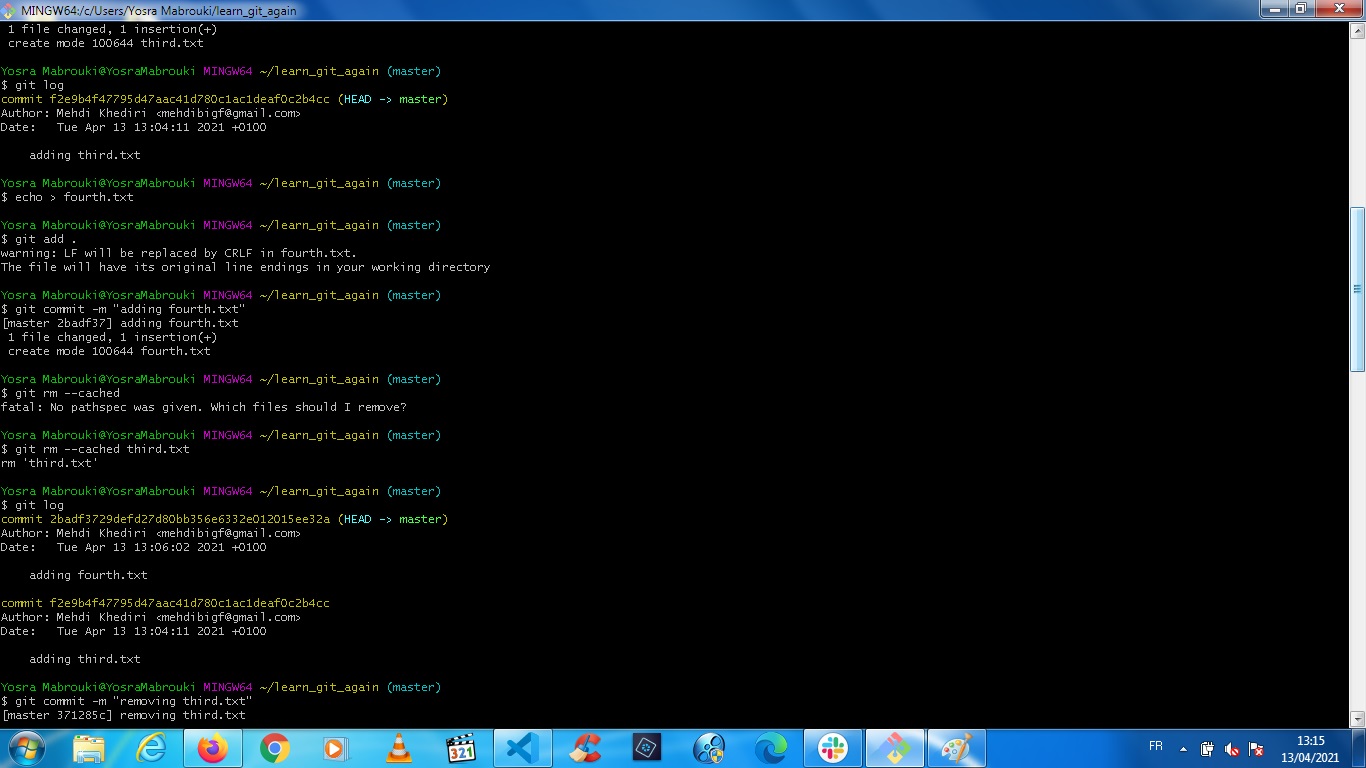 MINGW64:/c/Users/Yosra Mabrouki/learn_git_again
1 file changed, 1 insertion(+)
create mode 100644 third.txt
Yosra Mabrouki@YosraMabrouki MINGW64 ~/learn_git_again (master)
$ git log
commit f2e9b4f47795d47aac41d780c1ac1deaf0c2b4cc (HEAD -> master)
Author: Mehdi Khediri <mehdibigf@gmail.com>
Date:   Tue Apr 13 13:04:11 2021 +0100
adding third.txt
Yosra Mabrouki@YosraMabrouki MINGW64 ~/learn_git_again (master)
$ echo > fourth.txt
Yosra Mabrouki@YosraMabrouki MINGW64 ~/learn_git_again (master)
$ git add .
warning: LF will be replaced by CRLF in fourth.txt.
The file will have its original line endings in your working directory
Yosra Mabrouki@YosraMabrouki MINGW64 ~/learn_git_again (master)
$ git commit -m "adding fourth.txt"
[master 2badf37] adding fourth.txt
1 file changed, 1 insertion(+)
create mode 100644 fourth.txt
Yosra Mabrouki@YosraMabrouki MINGW64 ~/learn_git_again (master)
$ git rm --cached
fatal: No pathspec was given. Which files should I remove?
Yosra Mabrouki@YosraMabrouki MINGW64 ~/learn_git_again (master)
$ git rm --cached third.txt
rm 'third.txt'
Yosra Mabrouki@YosraMabrouki MINGW64 ~/learn_git_again (master)
$ git log
commit 2badf3729defd27d80bb356e6332e012015ee32a (HEAD -> master)
Author: Mehdi Khediri <mehdibigf@gmail.com>
Date:   Tue Apr 13 13:06:02 2021 +0100
adding fourth.txt
commit f2e9b4f47795d47aac41d780c1ac1deaf0c2b4cc
Author: Mehdi Khediri <mehdibigf@gmail.com>
Date:   Tue Apr 13 13:04:11 2021 +0100
adding third.txt
Yosra Mabrouki@YosraMabrouki MINGW64 ~/learn_git_again (master)
$ git commit -m "removing third.txt"
[master 371285c] removing third.txt
321
FR
13:15
13/04/2021